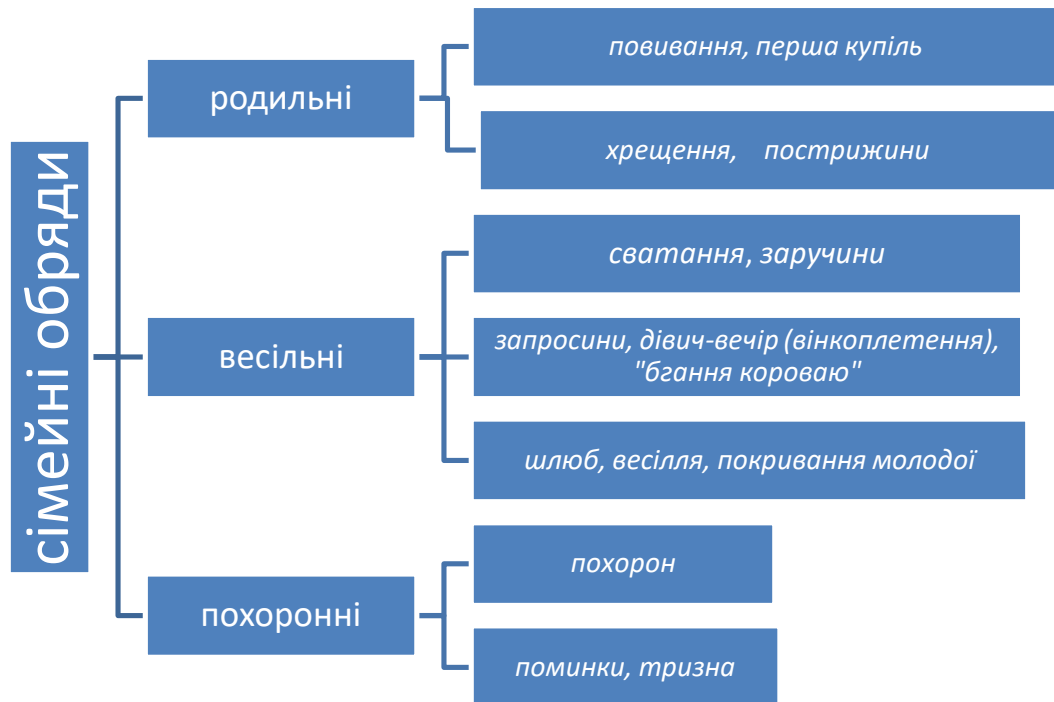 сімейні обряди
родильні
повивання, перша купіль
хрещення, пострижини
весільні
сватання, заручини
запросини, дівич-вечір (вінкоплетення),
"бгання короваю"
шлюб, весілля, покривання молодої
похоронні
похорон
поминки, тризна